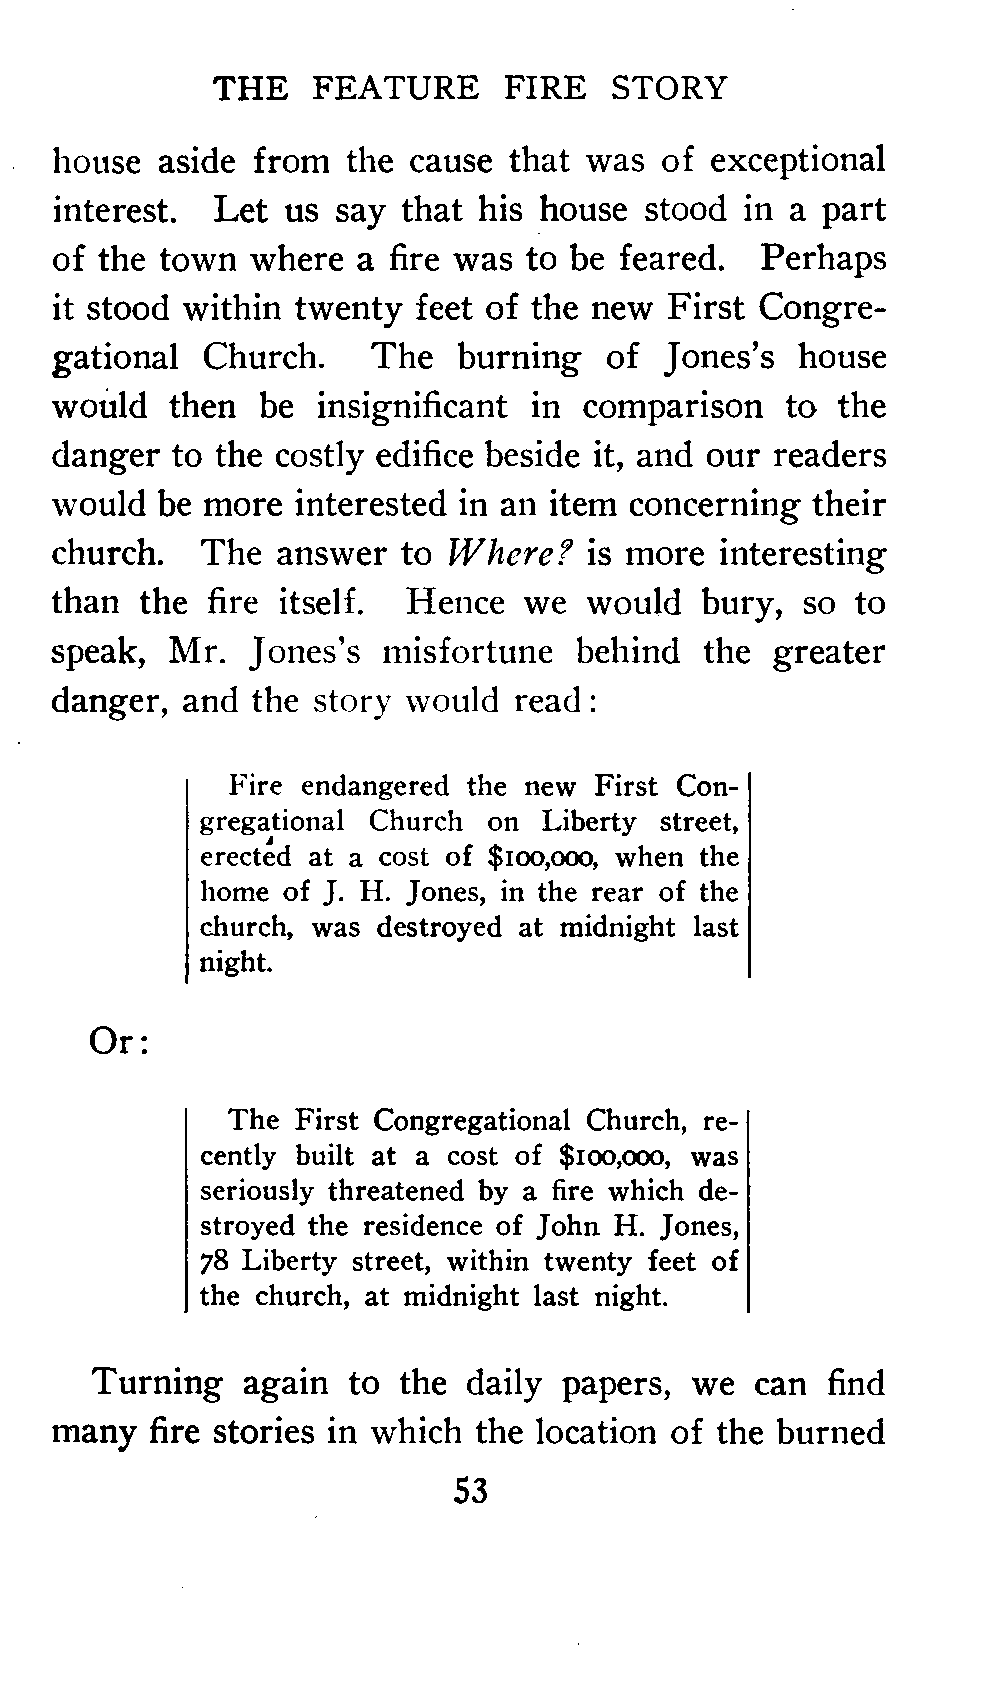 THE FEATURE FIRE STORY
house aside from the cause that was of exceptional
interest. Let us say that his house stood in a part
of the town where a fire was to be feared. Perhaps
it stood within twenty feet of the new First Congre-
gational Church. The burning of Jones's house
would then be insignificant in comparison to the
danger to the costly edifice beside it, and our readers
would be more interested in an item concerning their
church. The answer to Where? is more interesting
than the fire itself. Hence we would bury, so to
speak, Mr. Jones's misfortune behind the greater
danger, and the story would read:
Fire endangered the new First Con-
gregational Church on Liberty street,
erected at a cost of $100,000, when the
home of J. H. Jones, in the rear of the
church, was destroyed at midnight last
night.
Or:
The First Congregational Church, re-
cently built at a cost of $100,000, was
seriously threatened by a fire which de-
stroyed the residence of John H. Jones,
78 Liberty street, within twenty feet of
the church, at midnight last night.
Turning again to the daily papers, we can find
many fire stories in which the location of the burned
53